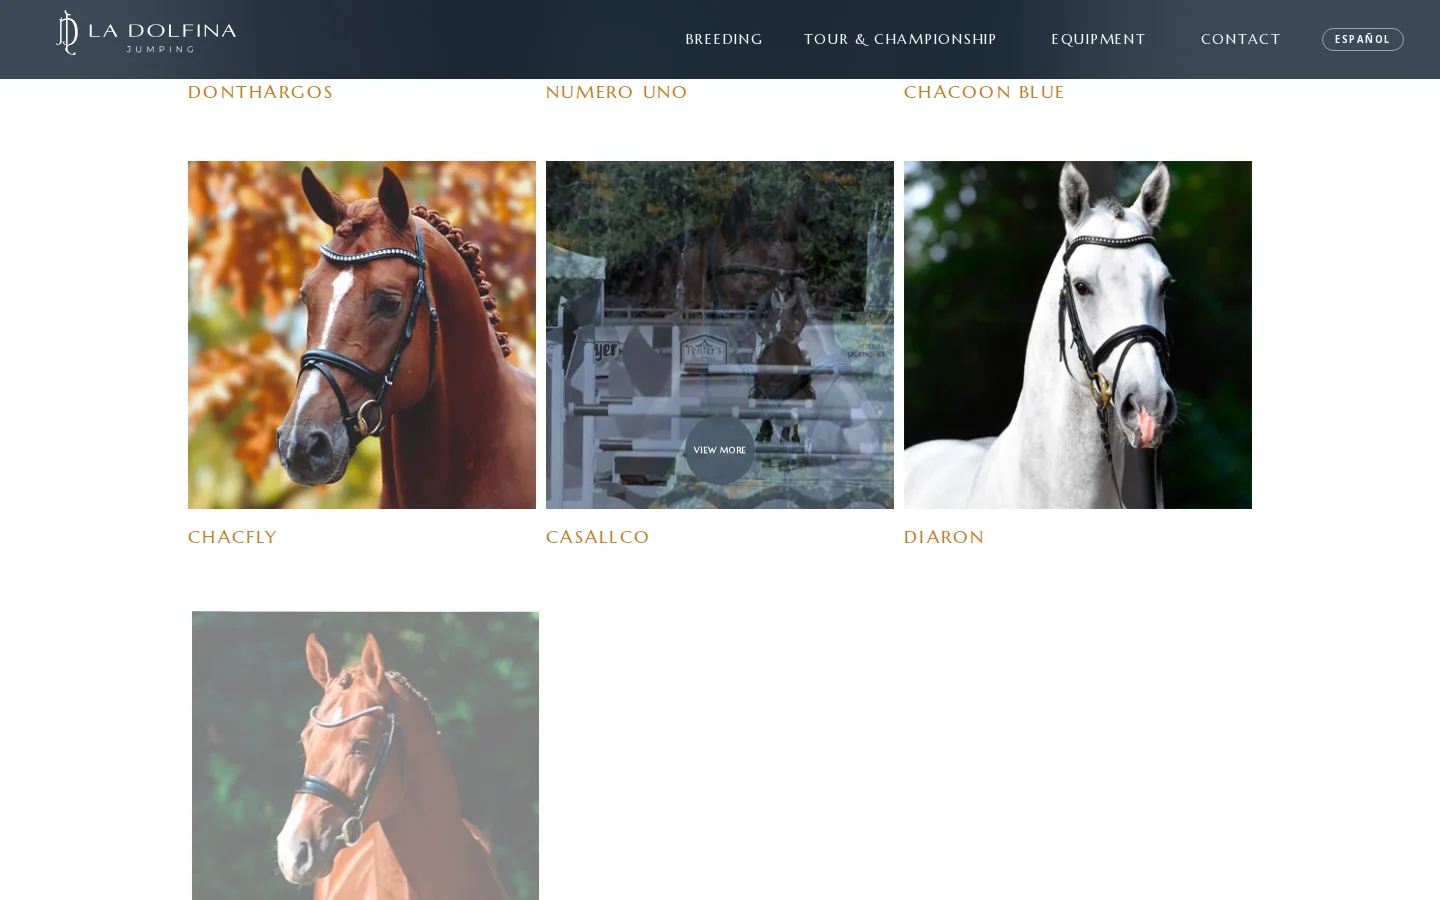 LA DOLFINA
JUMPING
BREEDING
TOUR & CHAMPIONSHIP
EQUIPMENT
CONTACT
ESPAÑOL
DONTHARGOS
NUMERO UNO
CHACOON BLUE
VIEW MORE
CHACFLY
CASALLCO
DIARON